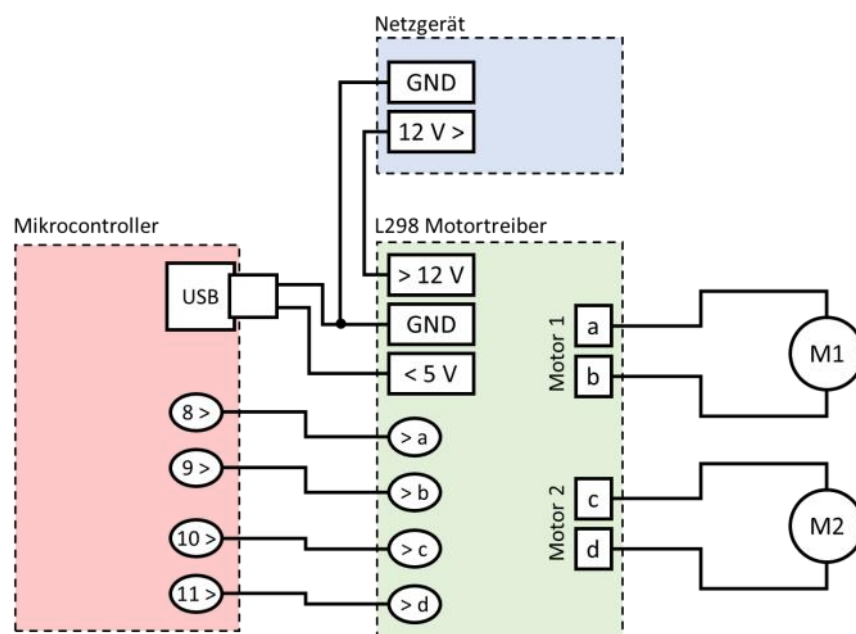 Netzgerät
GND
12 V >
Mikrocontroller
L298 Motortreiber
USB
> 12 V
GND
< 5 V
Motor 1
a
b
M1
8 >
> a
9 >
> b
10 >
> c
11 >
> d
Motor 2
c
d
M2